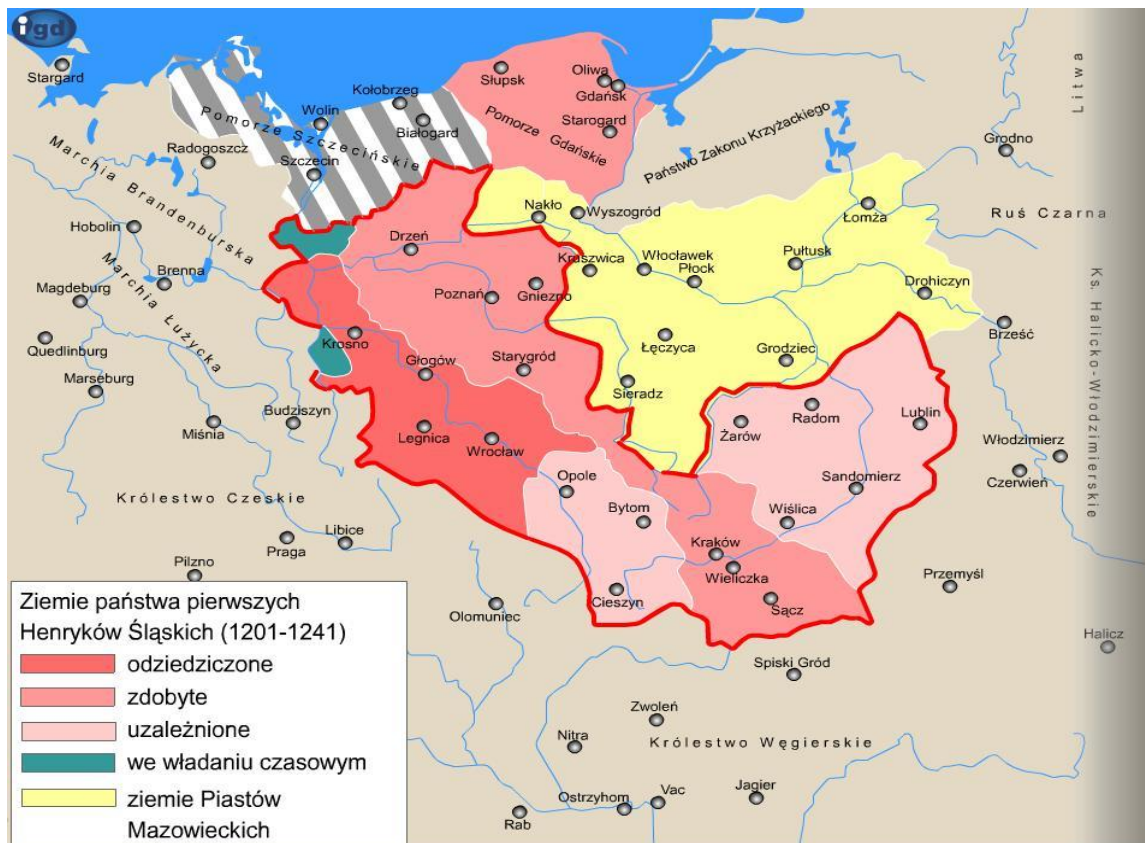 igd
Stargard
Wolin
Kołobrzeg
Białogard
Pomorze Szczecińskie
Szczecin
Radogoszcz
Słupsk
Oliwa
Gdańsk
Starogard
Pomorze
Gdańskie
Państwo Zakonu Krzyżackiego
Litwa
Grodno
Ruś Czarna
Marchia Brandenburska
Hobolin
Brenna
Marchia Łużycka
Magdeburg
Quedlinburg
Marseburg
Miśnia
Budziszyn
Drzeń
Nakło
Wyszogród
Kraszwica
Włocławek
Płock
Pułtusk
Łomża
Drohiczyn
Brześć
Ks. Halicko-Włodzimierskie
Poznań
Gniezno
Krosno
Głogów
Starygród
Łęczyca
Grodziec
Sieradz
Legnica
Wrocław
Żarów
Radom
Lublin
Włodzimierz
Czerwień
Sandomierz
Wiślica
Opole
Bytom
Kraków
Wieliczka
Cieszyn
Sącz
Przemyśl
Halicz
Królestwo Czeskie
Libice
Praga
Pilzno
Olomuniec
Spiski Gród
Zwoleń
Nitra
Królestwo Węgierskie
Ostrzyhom
Vac
Jagier
Rab
Ziemie państwa pierwszych
Henryków Śląskich (1201-1241)
odziedziczone
zdobyte
uzależnione
we władaniu czasowym
ziemie Piastów
Mazowieckich